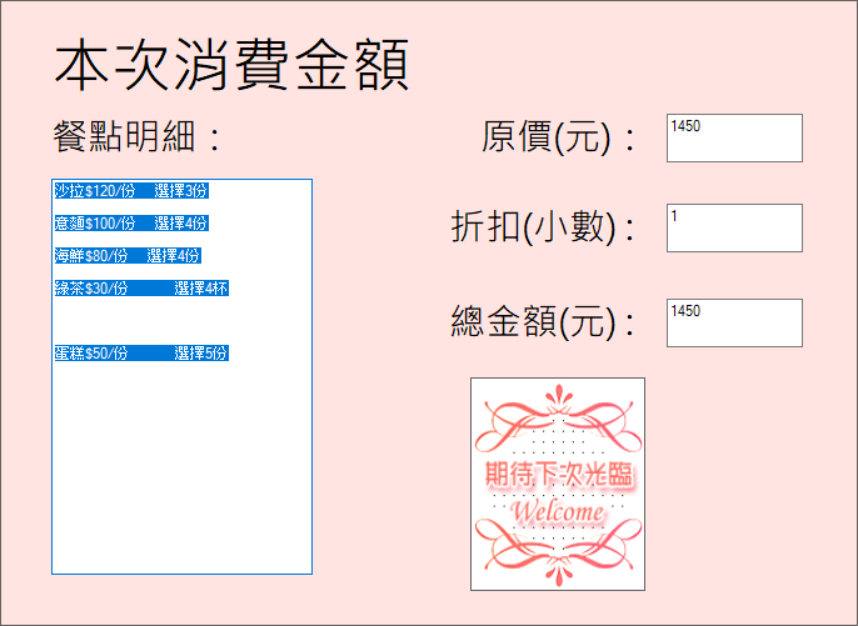 本次消費金額
餐點明細：
沙拉$120/份 選擇3份
意麵$100/份 選擇4份
海鮮$80/份 選擇4份
綠茶$30/份 選擇4杯
蛋糕$50/份 選擇5份
原價(元)： 1450
折扣(小數)： 1
總金額(元)： 1450
期待下次光臨
Welcome